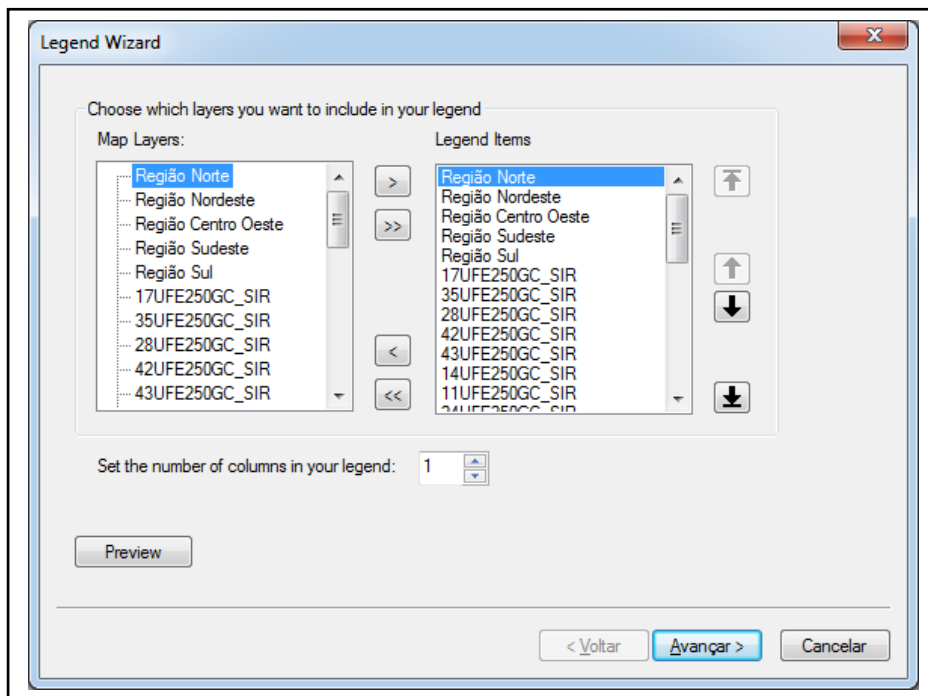 Legend Wizard
Choose which layers you want to include in your legend
Map Layers:
Região Norte
Região Nordeste
Região Centro Oeste
Região Sudeste
Região Sul
17UFE250GC_SIR
35UFE250GC_SIR
28UFE250GC_SIR
42UFE250GC_SIR
43UFE250GC_SIR
>
>>
<
<<
Legend Items
Região Norte
Região Nordeste
Região Centro Oeste
Região Sudeste
Região Sul
17UFE250GC_SIR
35UFE250GC_SIR
28UFE250GC_SIR
42UFE250GC_SIR
43UFE250GC_SIR
14UFE250GC_SIR
11UFE250GC_SIR
Set the number of columns in your legend: 1
Preview
< Voltar
Avançar >
Cancelar